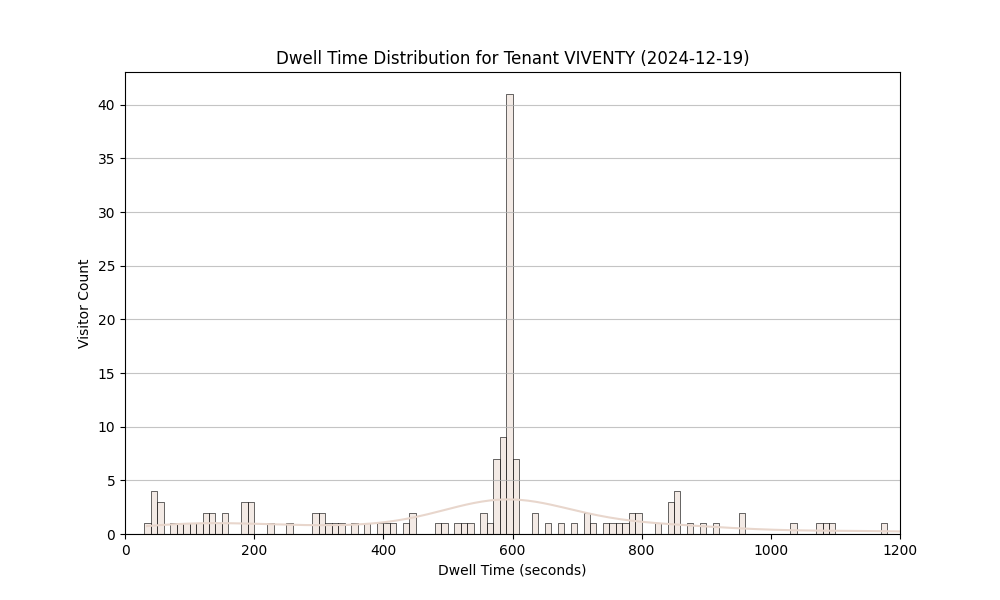 Dwell Time Distribution for Tenant VIVENTY (2024-12-19)
Visitor Count
40
35
30
25
20
15
10
5
0
0 200 400 600 800 1000 1200
Dwell Time (seconds)